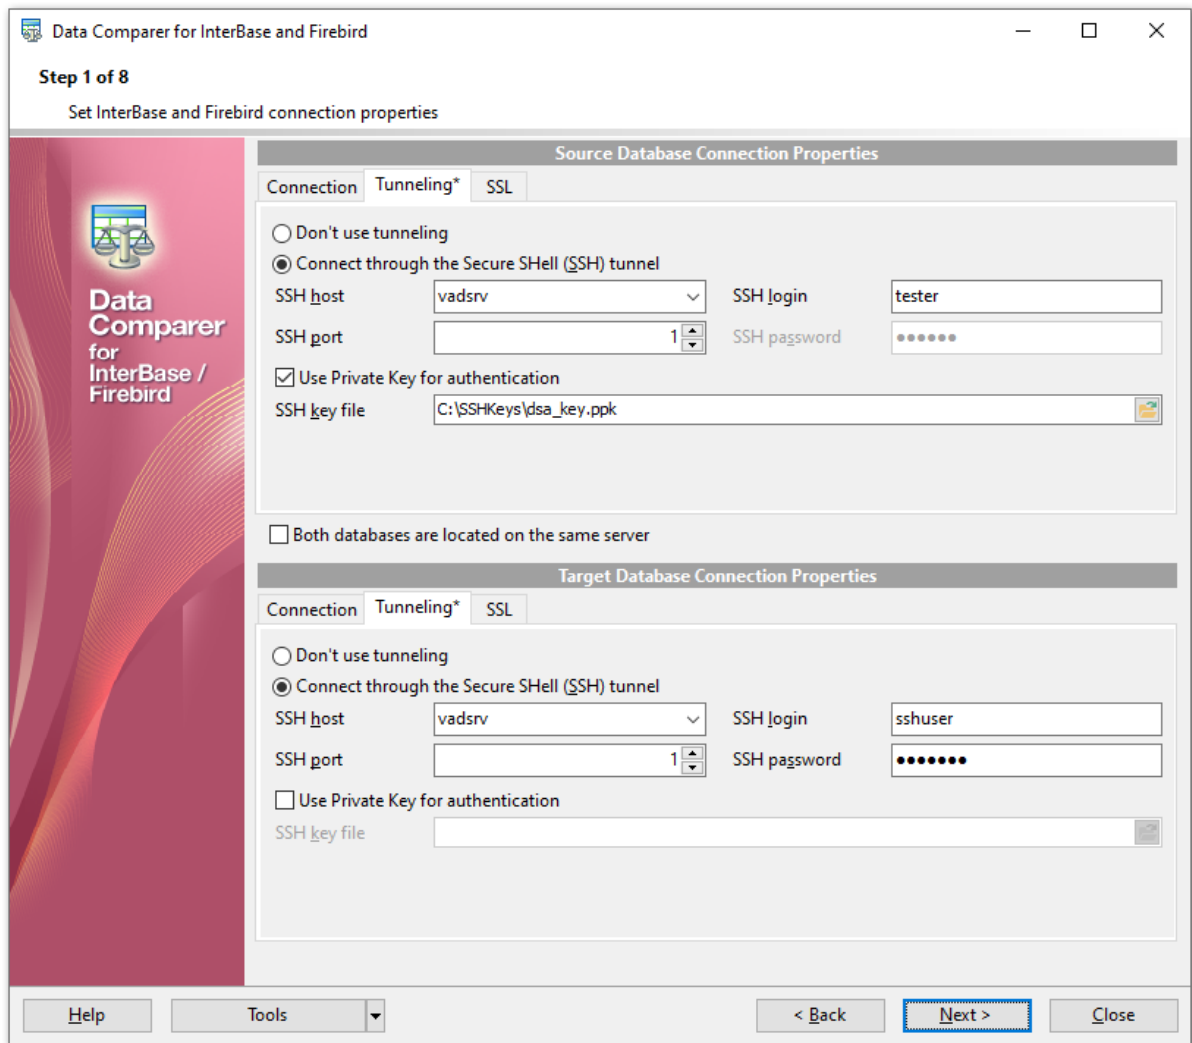 Data Comparer for InterBase and Firebird
Step 1 of 8
Set InterBase and Firebird connection properties
Data
Comparer
for
InterBase /
Firebird
Source Database Connection Properties
Connection Tunneling* SSL
Don't use tunneling
Connect through the Secure SHell (SSH) tunnel
SSH host vadsrv SSH login tester
SSH port 1 SSH password ●●●●●●
Use Private Key for authentication
SSH key file C:\SSHKeys\dsa_key.ppk
Both databases are located on the same server
Target Database Connection Properties
Connection Tunneling* SSL
Don't use tunneling
Connect through the Secure SHell (SSH) tunnel
SSH host vadsrv SSH login sshuser
SSH port 1 SSH password ●●●●●●●
Use Private Key for authentication
SSH key file
Help Tools < Back Next > Close